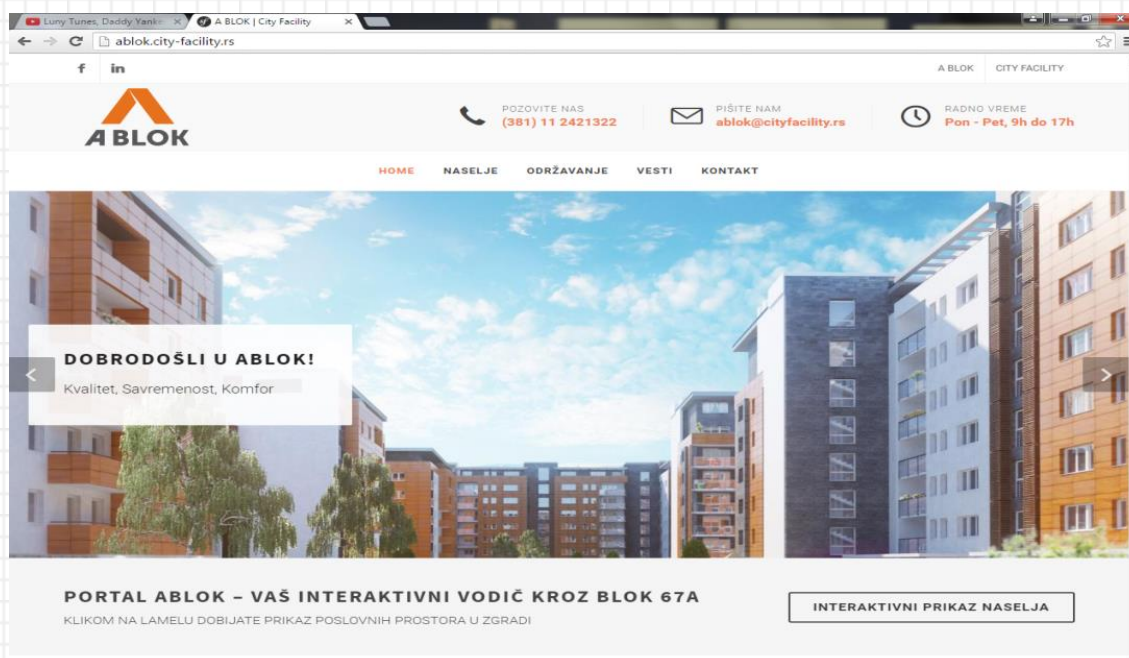 Luny Tunes, Daddy Yanke
A BLOK | City Facility
ablok.city-facility.rs
f in
A BLOK CITY FACILITY
A BLOK
POZOVITE NAS
(381) 11 2421322
PIŠITE NAM
ablok@cityfacility.rs
RADNO VREME
Pon - Pet, 9h do 17h
HOME NASELJE ODRŽAVANJE VESTI KONTAKT
DOBRODOŠLI U ABLOK!
Kvalitet, Savremenost, Komfor
PORTAL ABLOK – VAŠ INTERAKTIVNI VODIČ KROZ BLOK 67A
KLIKOM NA LAMELU DOBIJATE PRIKAZ POSLOVNIH PROSTORA U ZGRADI
INTERAKTIVNI PRIKAZ NASELJA